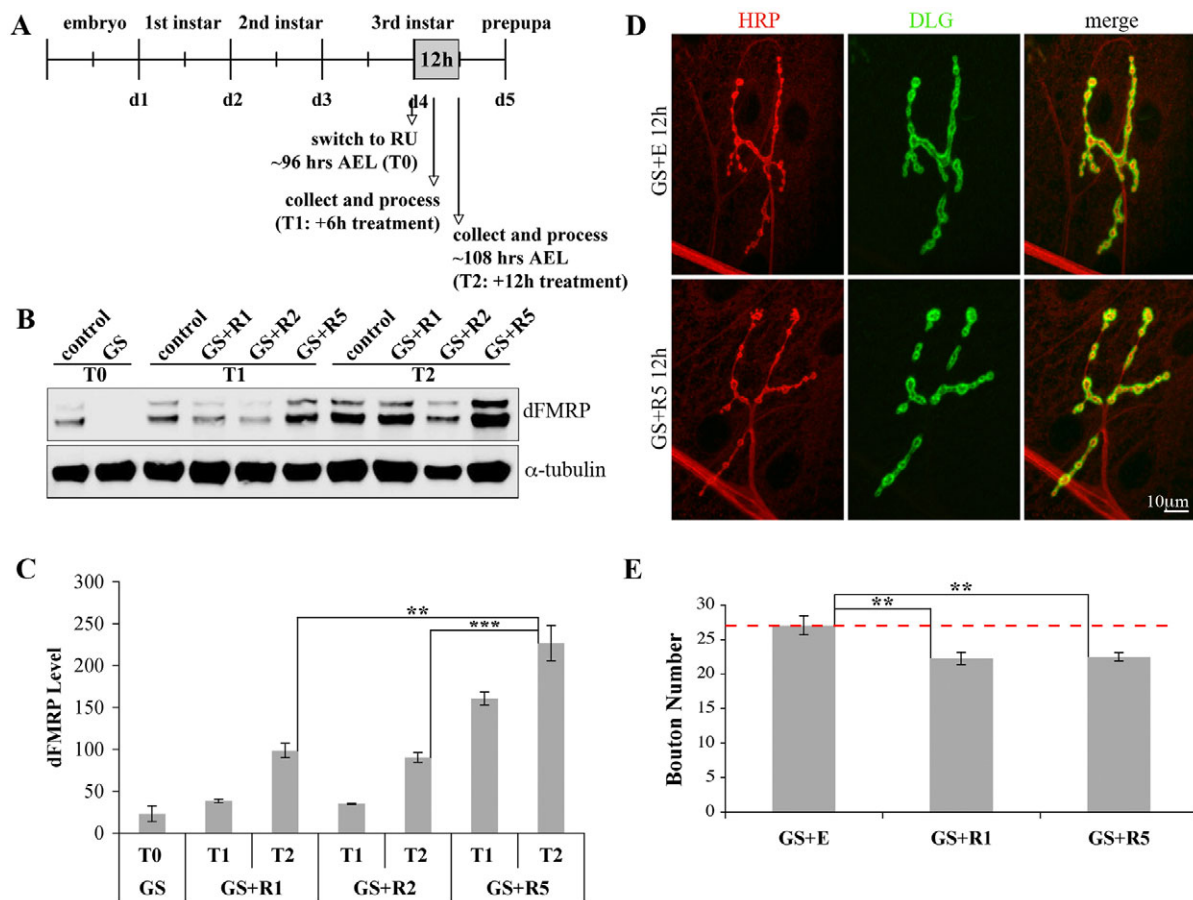 A
embryo 1st instar 2nd instar 3rd instar prepupa
12h
d1 d2 d3 d4 d5
switch to RU
~96 hrs AEL (T0)
collect and process
(T1: +6h treatment)
collect and process
~108 hrs AEL
(T2: +12h treatment)
B
control GS control GS+R1 GS+R2 GS+R5 control GS+R1 GS+R2 GS+R5
T0 T1 T2
dFMRP
α-tubulin
C
dFMRP Level
300
250
200
150
100
50
0
** 
***
T0 T1 T2 T1 T2 T1 T2
GS GS+R1 GS+R2 GS+R5
D
HRP DLG merge
GS+E 12h
GS+R5 12h
10μm
E
Bouton Number
30
25
20
15
10
5
0
**
**
GS+E GS+R1 GS+R5